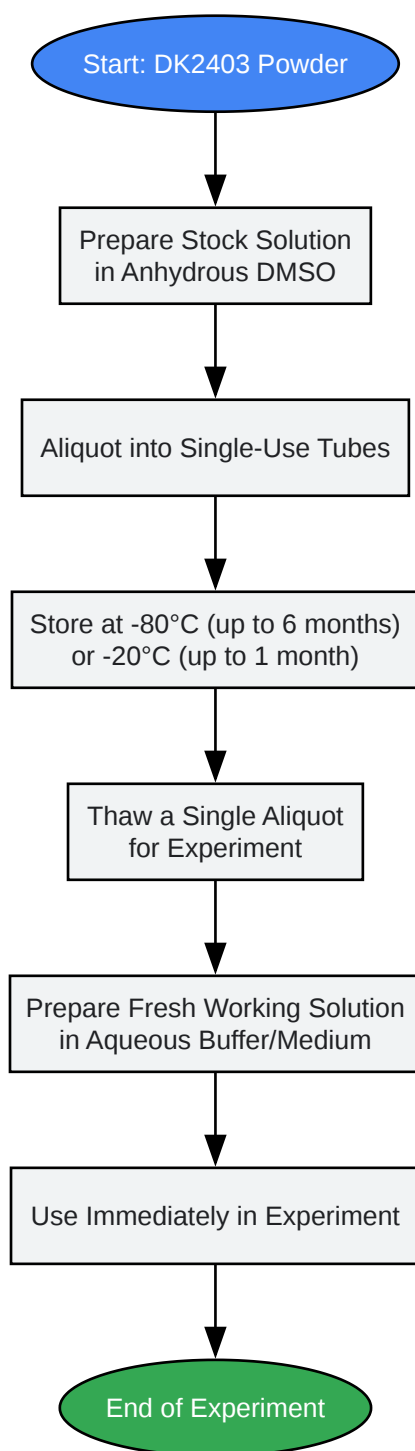 Start: DK2403 Powder
Prepare Stock Solution
in Anhydrous DMSO
Aliquot into Single-Use Tubes
Store at -80°C (up to 6 months)
or -20°C (up to 1 month)
Thaw a Single Aliquot
for Experiment
Prepare Fresh Working Solution
in Aqueous Buffer/Medium
Use Immediately in Experiment
End of Experiment